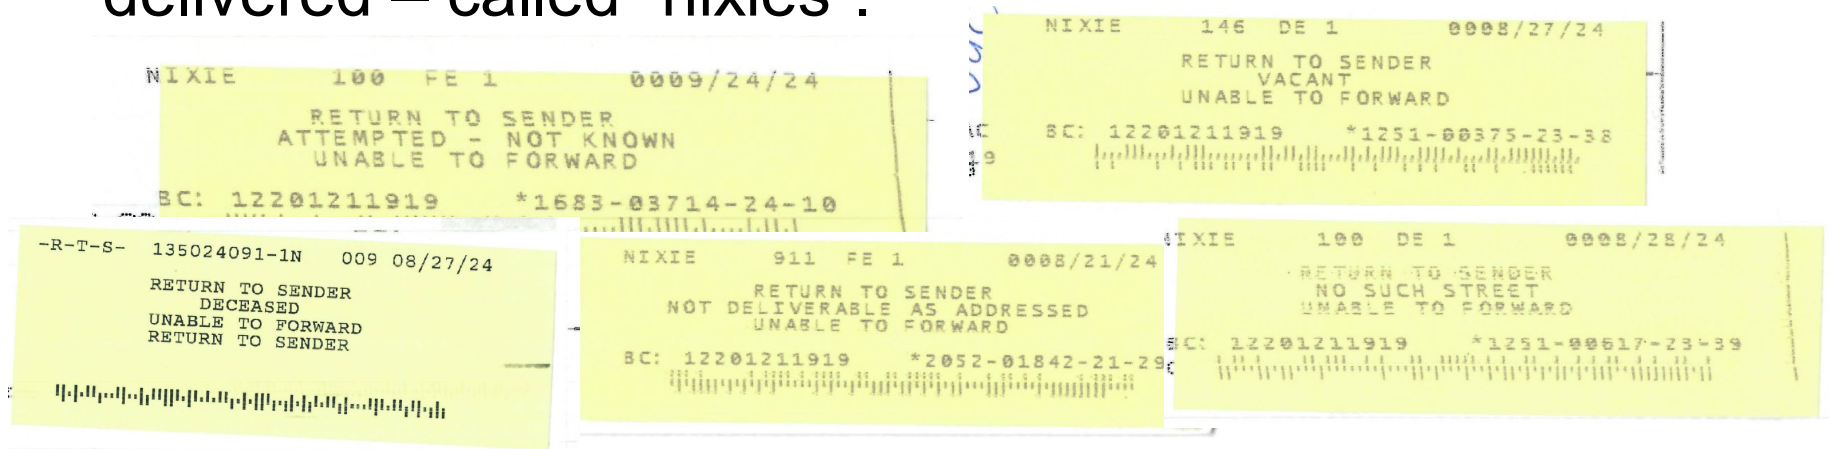 delivered – called "nixies".
NIXIE 100 FE 1 0009/24/24
RETURN TO SENDER
ATTEMPTED - NOT KNOWN
UNABLE TO FORWARD
BC: 12201211919 *1683-03714-24-10
NIXIE 146 DE 1 0008/27/24
RETURN TO SENDER
VACANT
UNABLE TO FORWARD
BC: 12201211919 *1251-00375-23-38
9
-R-T-S- 135024091-1N 009 08/27/24
RETURN TO SENDER
DECEASED
UNABLE TO FORWARD
RETURN TO SENDER
NIXIE 911 FE 1 0008/21/24
RETURN TO SENDER
NOT DELIVERABLE AS ADDRESSED
UNABLE TO FORWARD
BC: 12201211919 *2052-01842-21-29
NIXIE 100 DE 1 0008/28/24
RETURN TO SENDER
NO SUCH STREET
UNABLE TO FORWARD
BC: 12201211919 *1251-00617-23-39